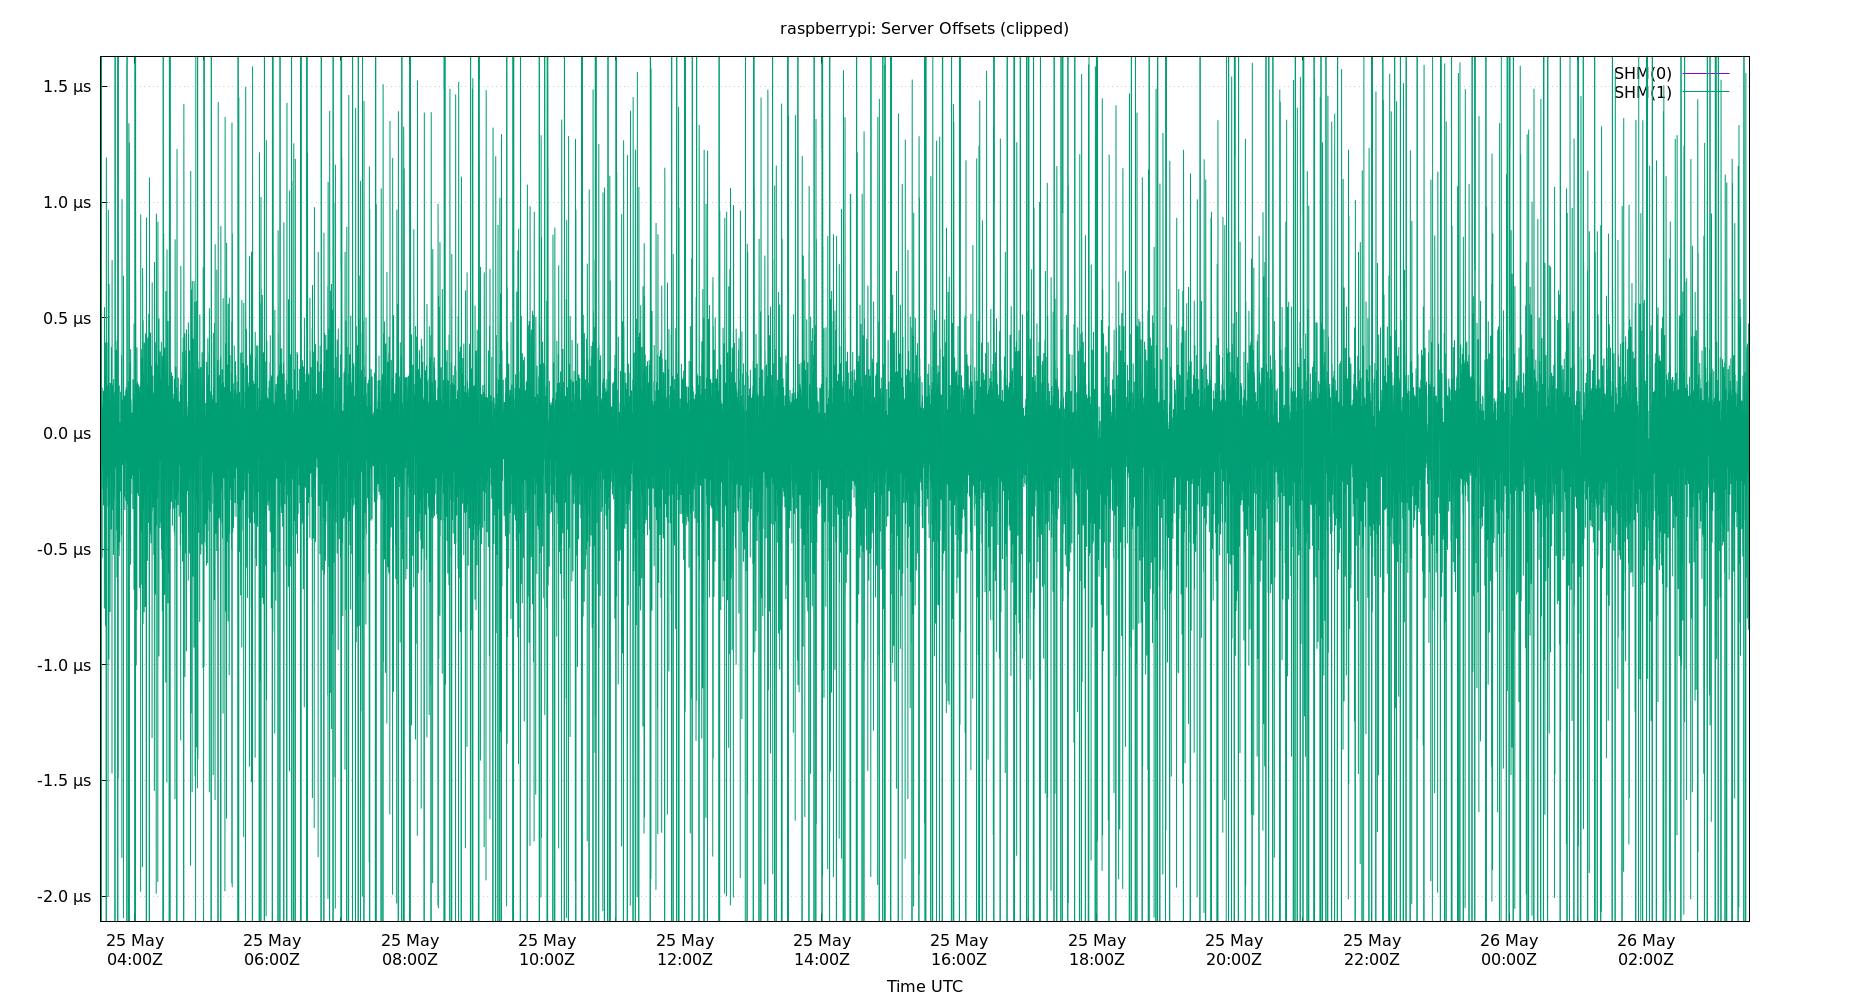 raspberrypi: Server Offsets (clipped)
SHM(0)
SHM(1)
1.5 µs
1.0 µs
0.5 µs
0.0 µs
-0.5 µs
-1.0 µs
-1.5 µs
-2.0 µs
25 May 25 May 25 May 25 May 25 May 25 May 25 May 25 May 25 May 25 May 26 May 26 May
04:00Z 06:00Z 08:00Z 10:00Z 12:00Z 14:00Z 16:00Z 18:00Z 20:00Z 22:00Z 00:00Z 02:00Z
Time UTC